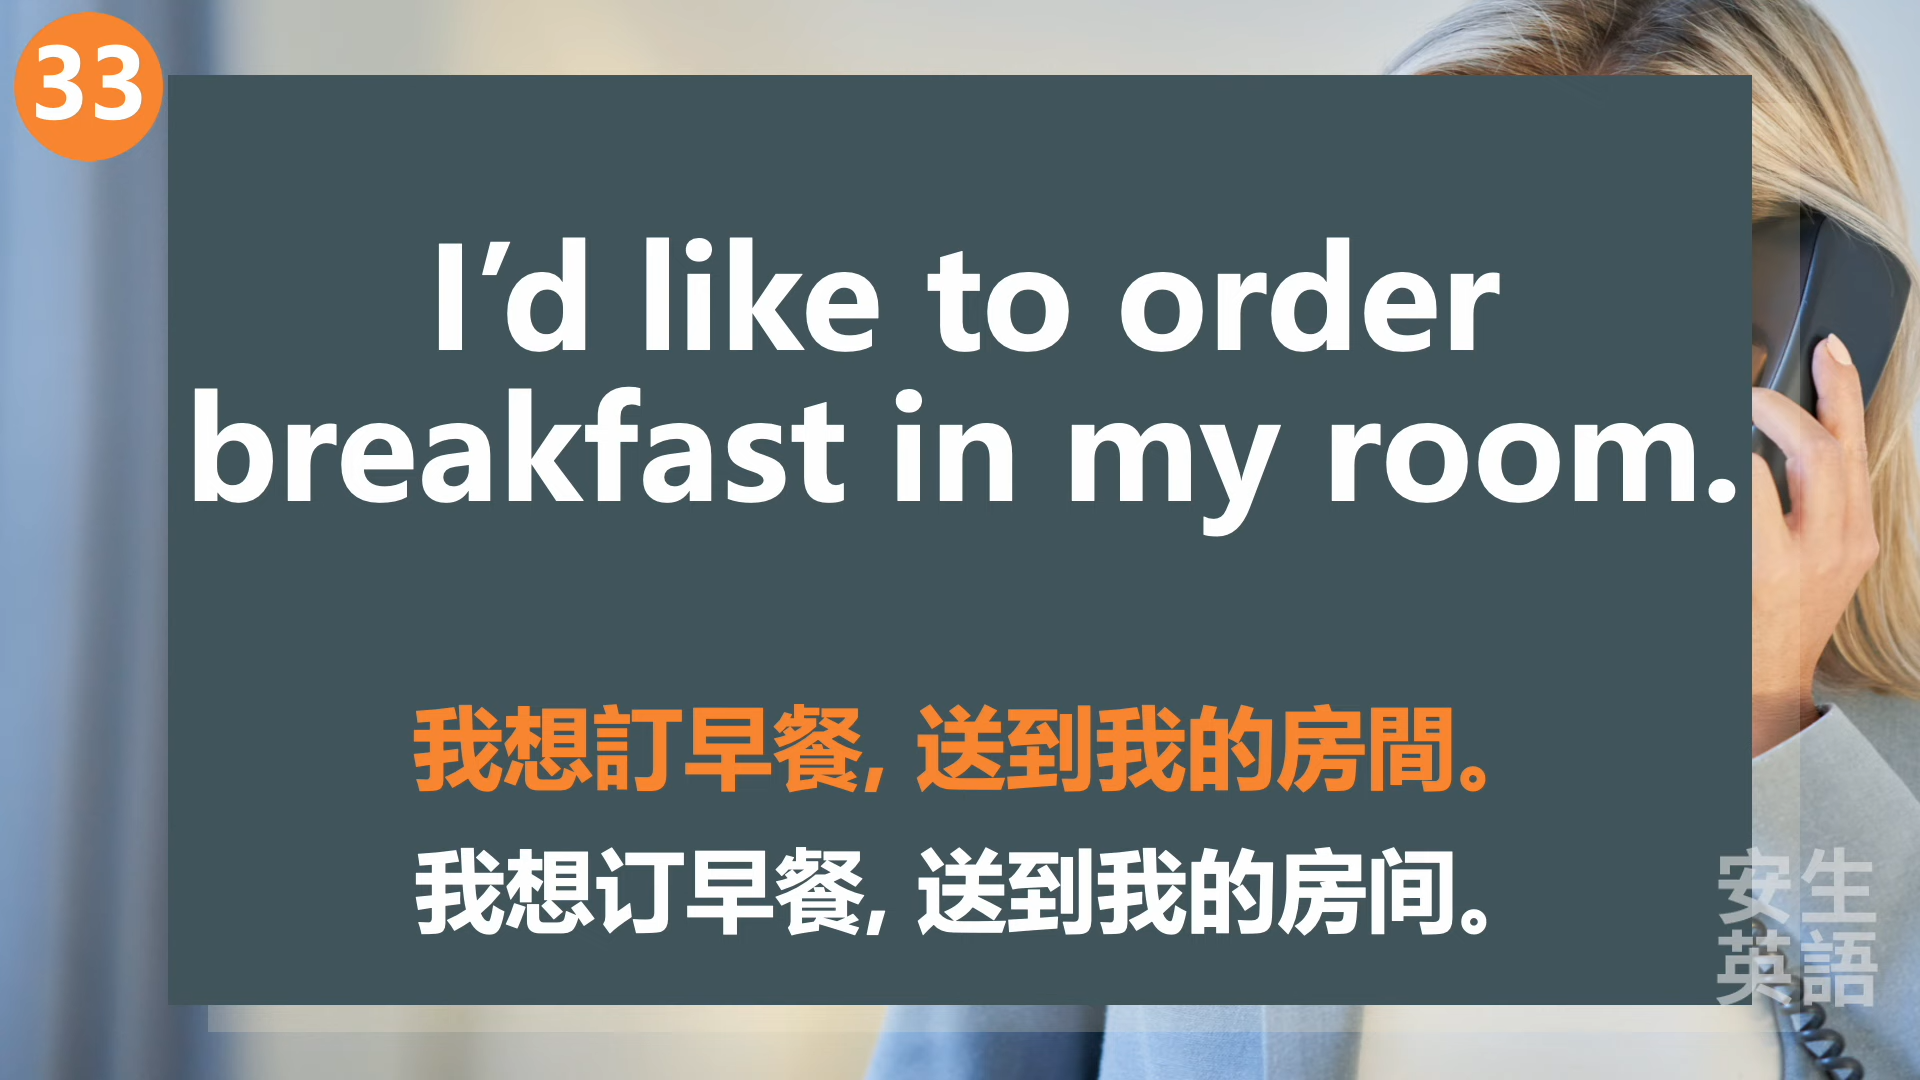 33
I’d like to order
breakfast in my room.
我想訂早餐, 送到我的房間。
我想订早餐, 送到我的房间。
安生
英語